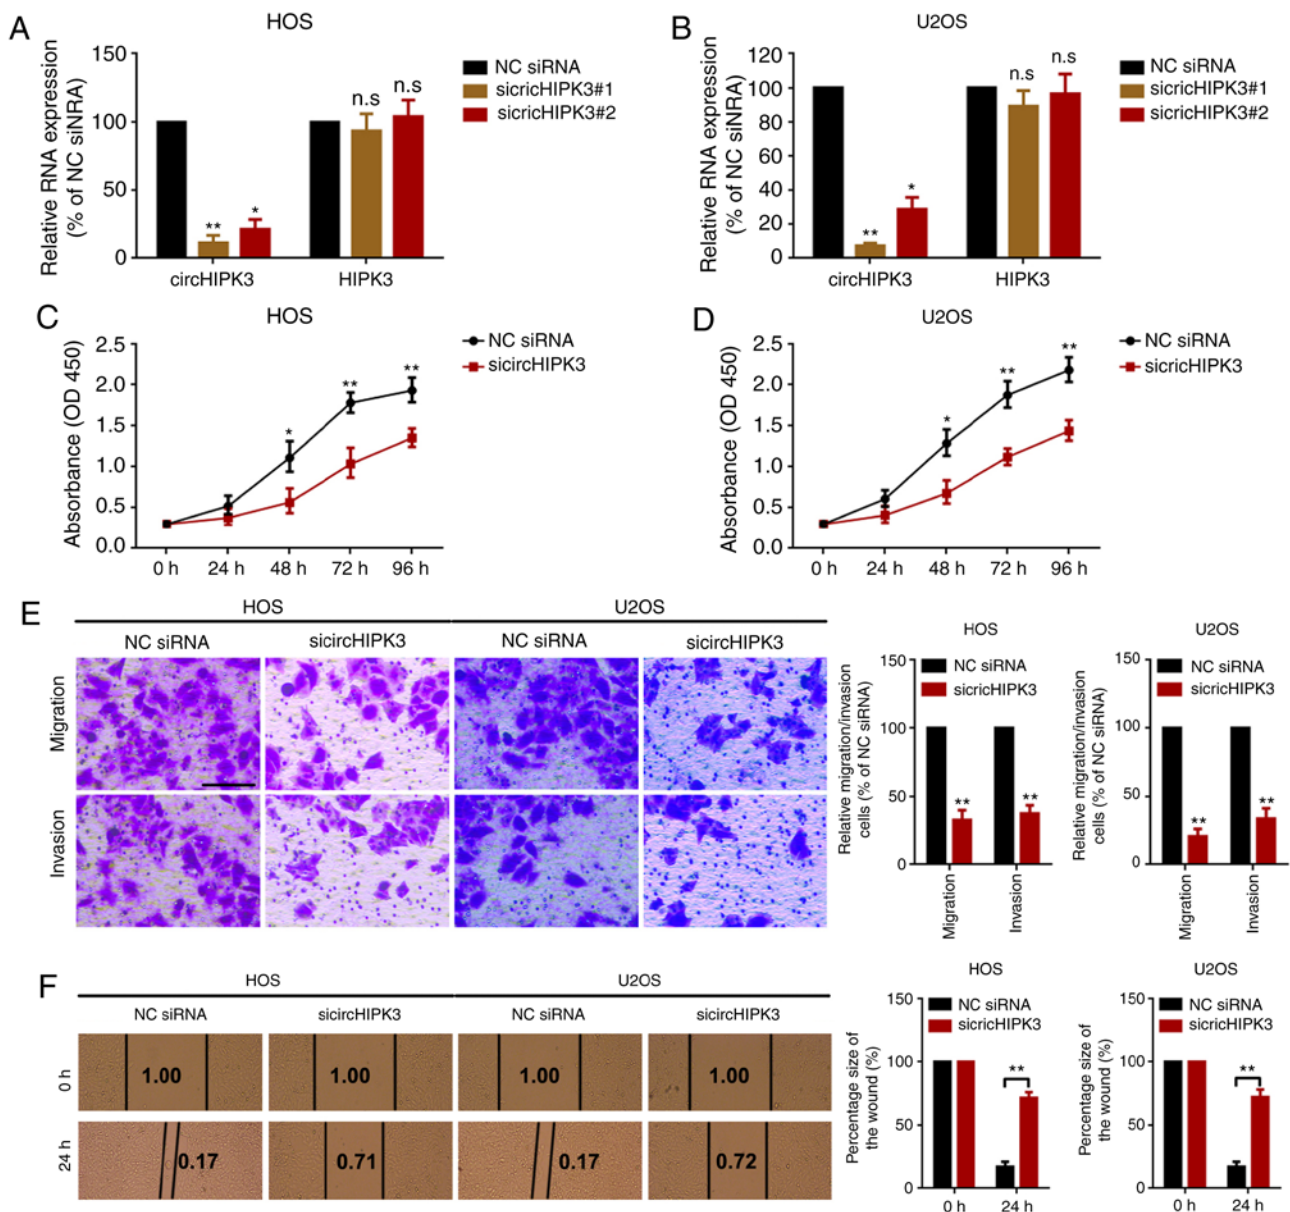 A
HOS
Relative RNA expression
(% of NC siNRA)
150
100
50
0
n.s
n.s
**
*
circHIPK3
HIPK3
NC siRNA
sicricHIPK3#1
sicricHIPK3#2
B
U2OS
Relative RNA expression
(% of NC siNRA)
120
100
80
60
40
20
0
n.s
n.s
**
*
circHIPK3
HIPK3
NC siRNA
sicricHIPK3#1
sicricHIPK3#2
C
HOS
Absorbance (OD 450)
2.5
2.0
1.5
1.0
0.5
0.0
*
**
**
0 h 24 h 48 h 72 h 96 h
NC siRNA
sicircHIPK3
D
U2OS
Absorbance (OD 450)
2.5
2.0
1.5
1.0
0.5
0.0
*
**
**
0 h 24 h 48 h 72 h 96 h
NC siRNA
sicricHIPK3
E
HOS U2OS
NC siRNA sicircHIPK3 NC siRNA sicircHIPK3
Migration
Invasion
HOS
Relative migration/invasion
cells (% of NC siRNA)
150
100
50
0
NC siRNA
sicricHIPK3
**
**
Migration
Invasion
U2OS
Relative migration/invasion
cells (% of NC siRNA)
150
100
50
0
NC siRNA
sicricHIPK3
**
**
Migration
Invasion
F
HOS U2OS
NC siRNA sicircHIPK3 NC siRNA sicircHIPK3
0 h
1.00 1.00 1.00 1.00
24 h
0.17 0.71 0.17 0.72
HOS
Percentage size of
the wound (%)
150
100
50
0
NC siRNA
sicricHIPK3
**
0 h 24 h
U2OS
Percentage size of
the wound (%)
150
100
50
0
NC siRNA
sicricHIPK3
**
0 h 24 h